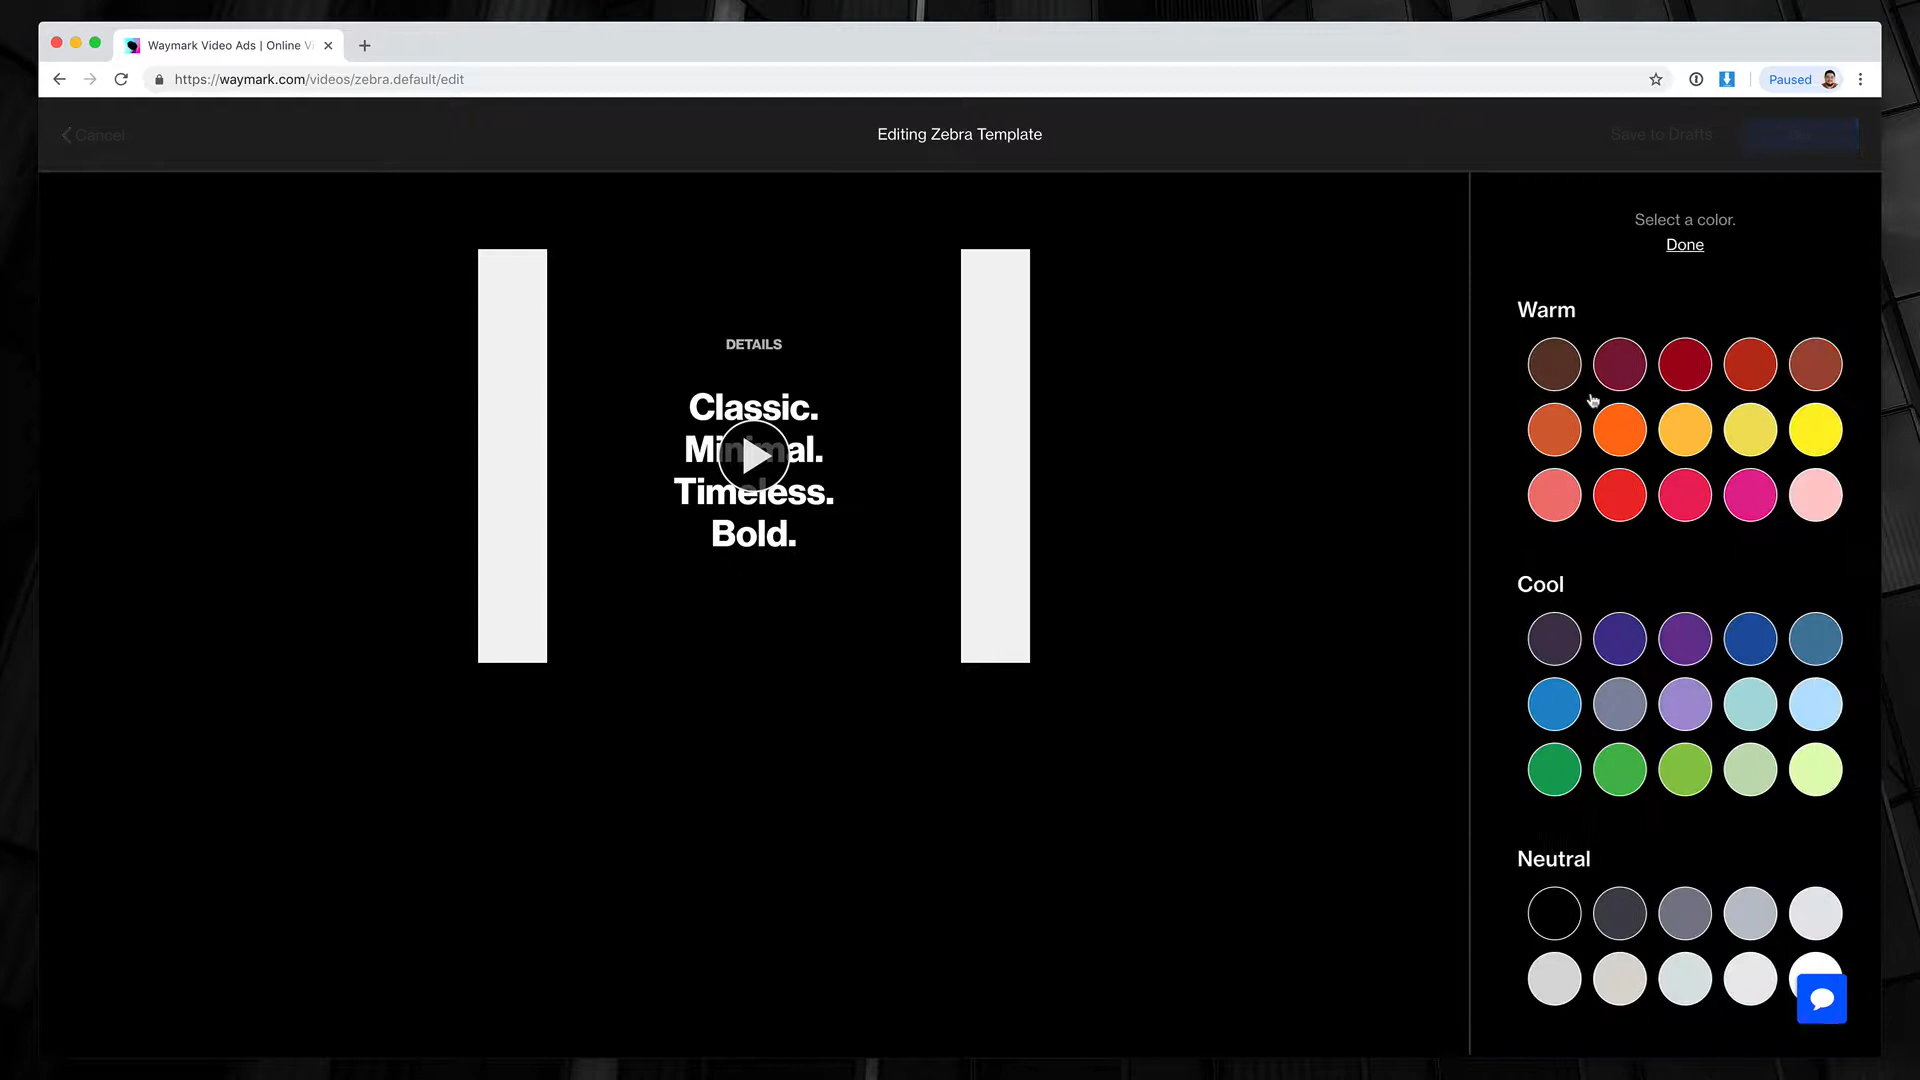 Waymark Video Ads | Online Vi
https://waymark.com/videos/zebra.default/edit
Paused
Cancel
Editing Zebra Template
Save to Drafts
Select a color.
Done
DETAILS
Classic.
Minimal.
Timeless.
Bold.
Warm
Cool
Neutral